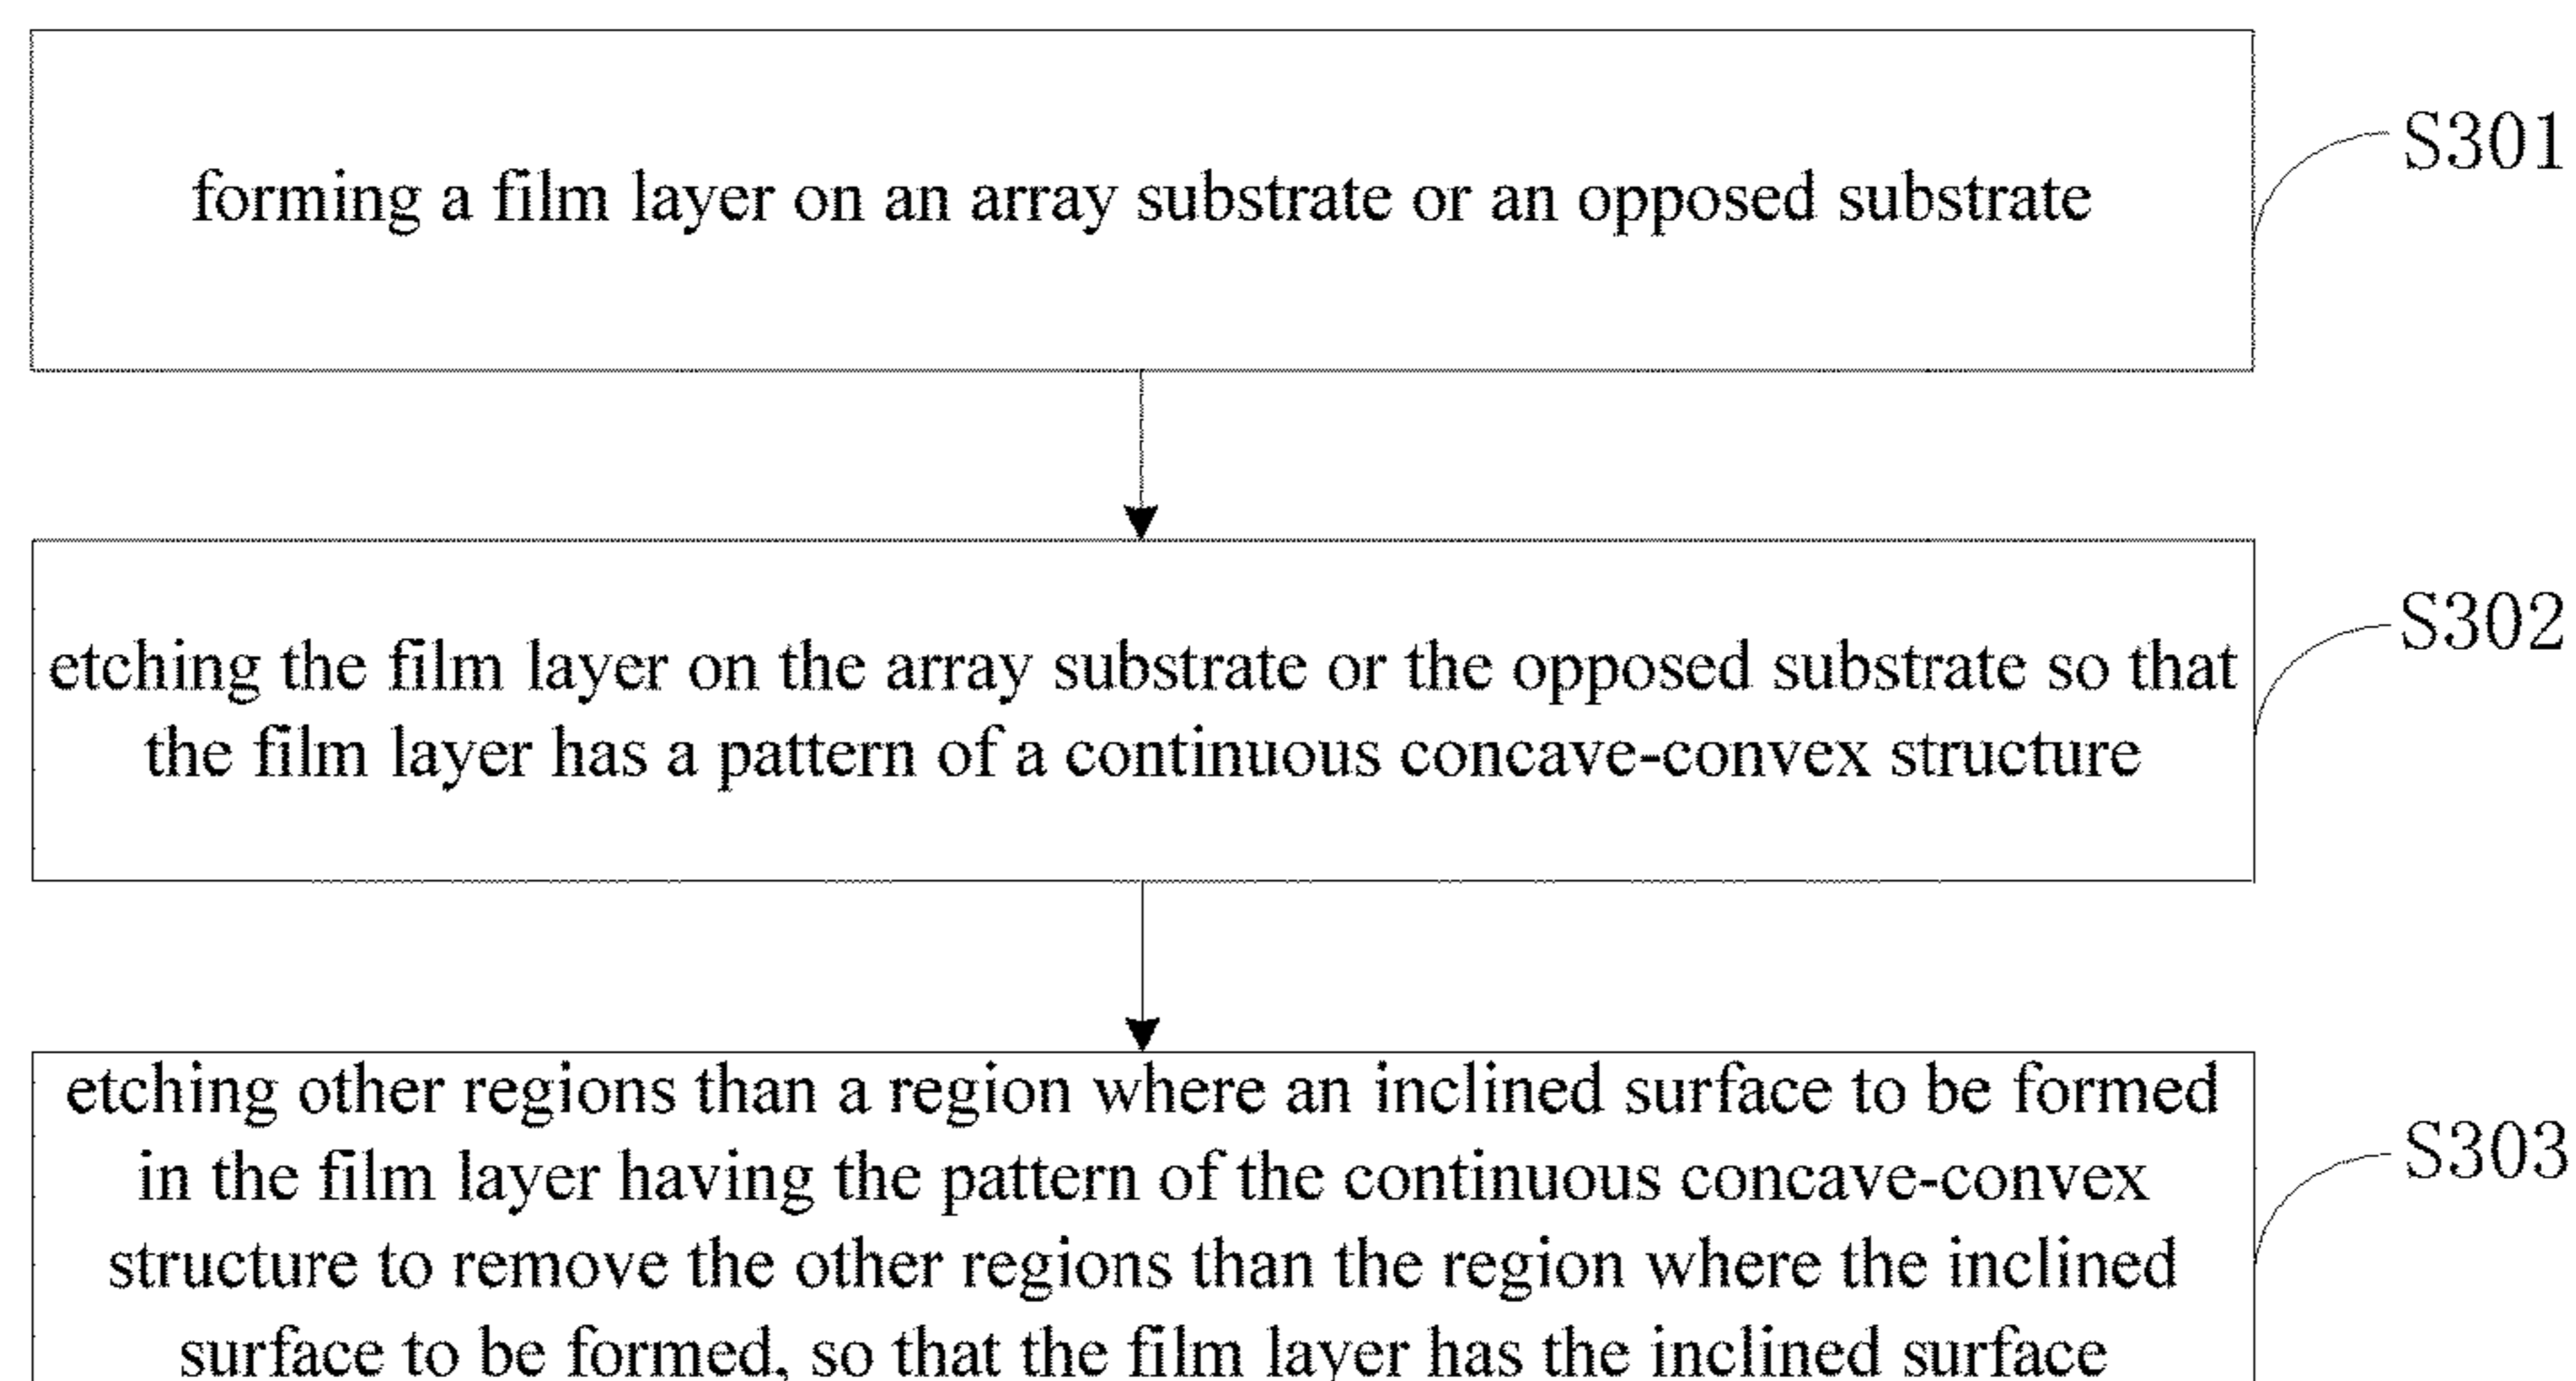 forming a film layer on an array substrate or an opposed substrate
S301
etching the film layer on the array substrate or the opposed substrate so that
the film layer has a pattern of a continuous concave-convex structure
S302
etching other regions than a region where an inclined surface to be formed
in the film layer having the pattern of the continuous concave-convex
structure to remove the other regions than the region where the inclined
surface to be formed, so that the film layer has the inclined surface
S303